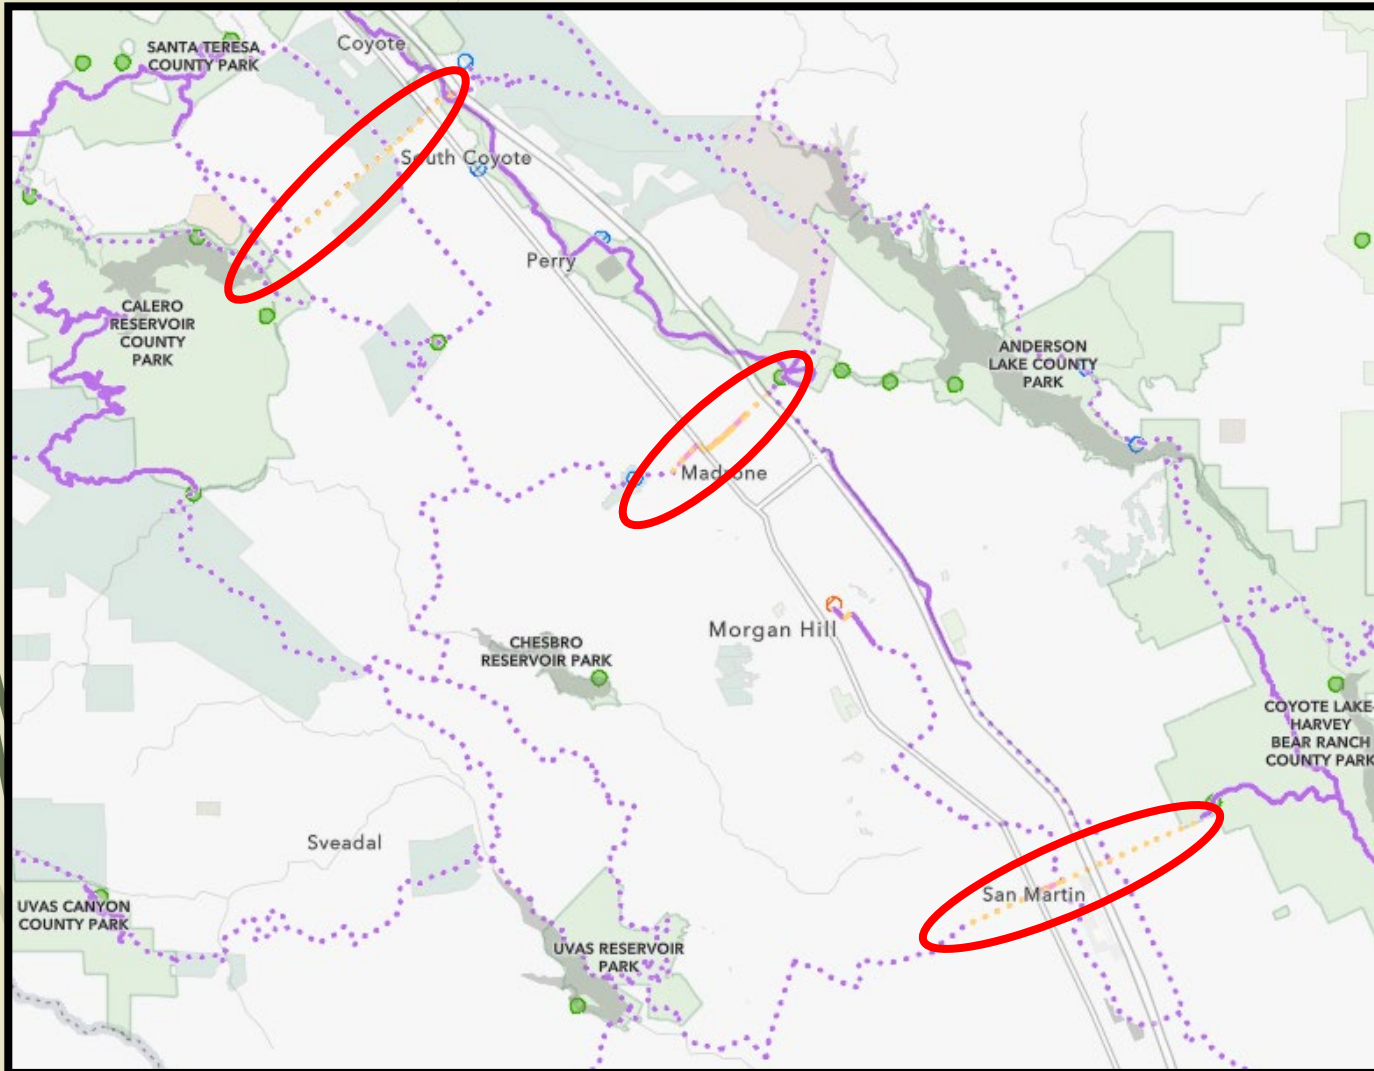 SANTA TERESA
COUNTY PARK
Coyote
South Coyote
Perry
CALERO
RESERVOIR
COUNTY
PARK
ANDERSON
LAKE COUNTY
PARK
Madrone
Morgan Hill
CHESBRO
RESERVOIR PARK
COYOTE LAKE-
HARVEY
BEAR RANCH
COUNTY PARK
Sveadal
San Martin
UVAS CANYON
COUNTY PARK
UVAS RESERVOIR
PARK